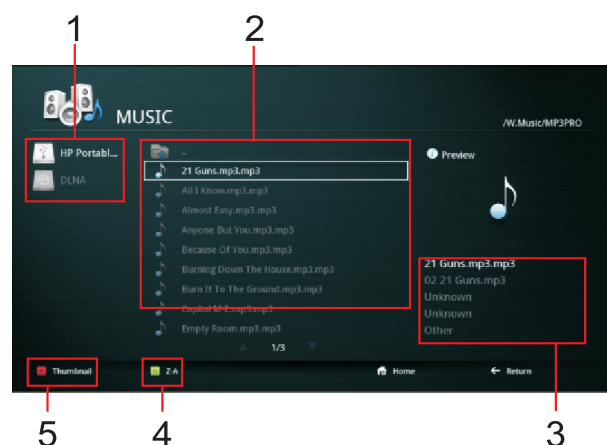 1
2
MUSIC
/W.Music/MP3PRO
HP Portabl...
DLNA
..
21 Guns.mp3.mp3
All I Know.mp3.mp3
Almost Easy.mp3.mp3
Anyone But You.mp3.mp3
Because Of You.mp3.mp3
Burning Down The House.mp3.mp3
Burn It To The Ground.mp3.mp3
Capital M-E.mp3.mp3
Empty Room.mp3.mp3
1/3
Preview
21 Guns.mp3.mp3
02 21 Guns.mp3
Unknown
Unknown
Other
Thumbnail
Z-A
Home
Return
5
4
3